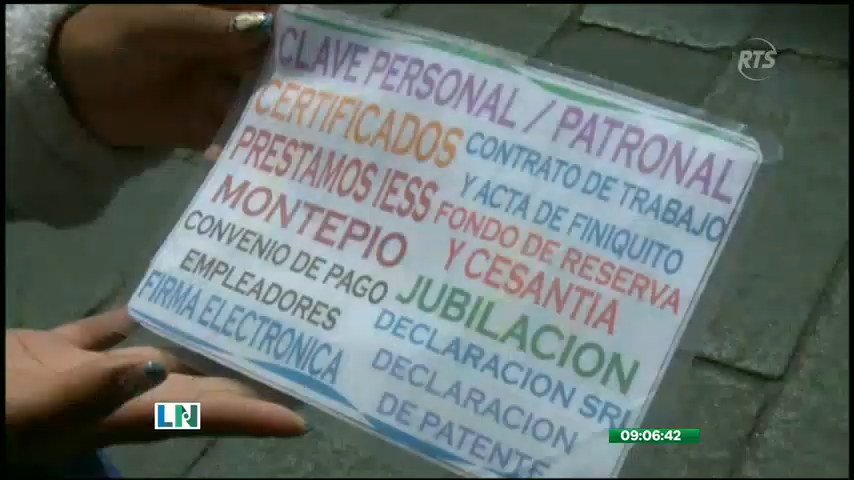 RTS
CLAVE PERSONAL / PATRONAL
CERTIFICADOS
PRESTAMOS IESS
MONTEPIO
CONVENIO DE PAGO
EMPLEADORES
FIRMA ELECTRONICA
CONTRATO DE TRABAJO
Y ACTA DE FINIQUITO
FONDO DE RESERVA
Y CESANTIA
JUBILACION
DECLARACION SRI
DECLARACION
DE PATENTE
LN
09:06:42